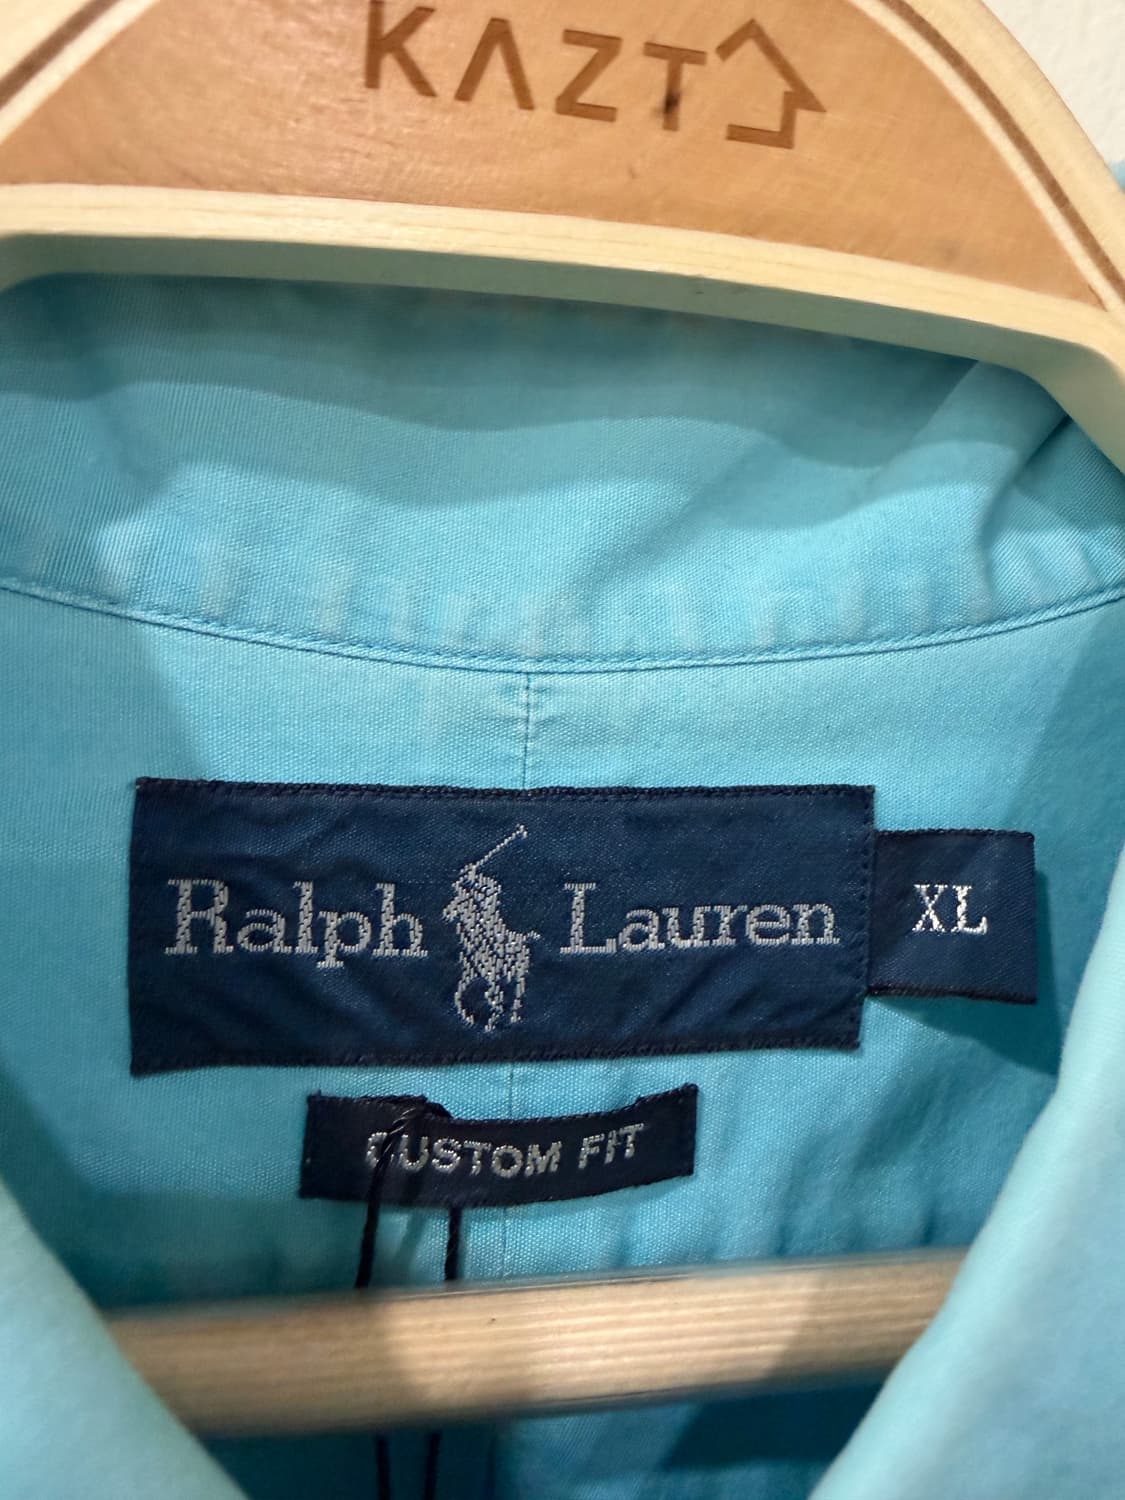 KAZT
Ralph Lauren
XL
CUSTOM FIT